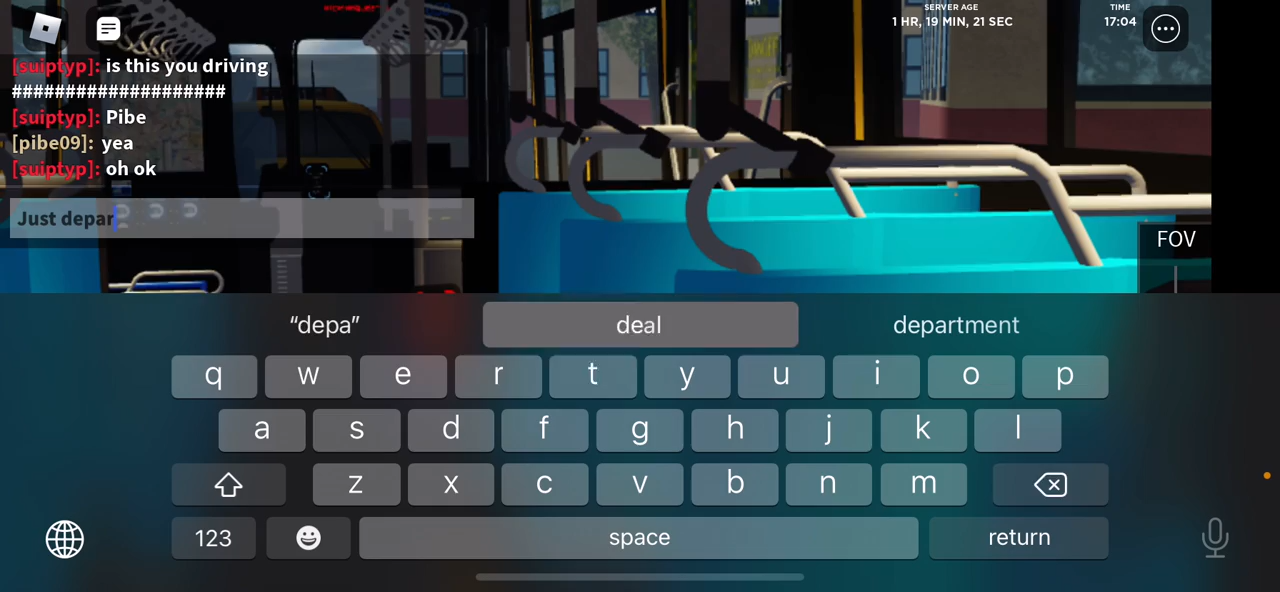 SERVER AGE
1 HR, 19 MIN, 21 SEC
TIME
17:04
[suiptyp]: is this you driving
####################
[suiptyp]: Pibe
[pibe09]: yea
[suiptyp]: oh ok
Just depar
FOV
“depa” deal department
q w e r t y u i o p
a s d f g h j k l
z x c v b n m
123 space return